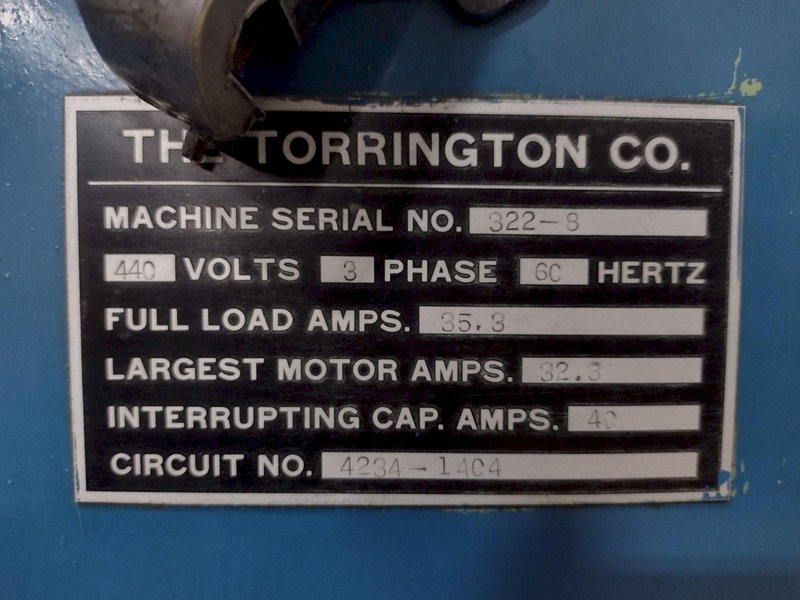 THE TORRINGTON CO.
MACHINE SERIAL NO. 322-8
440 VOLTS 3 PHASE 60 HERTZ
FULL LOAD AMPS. 35.3
LARGEST MOTOR AMPS. 32.3
INTERRUPTING CAP. AMPS. 40
CIRCUIT NO. 4234-1404